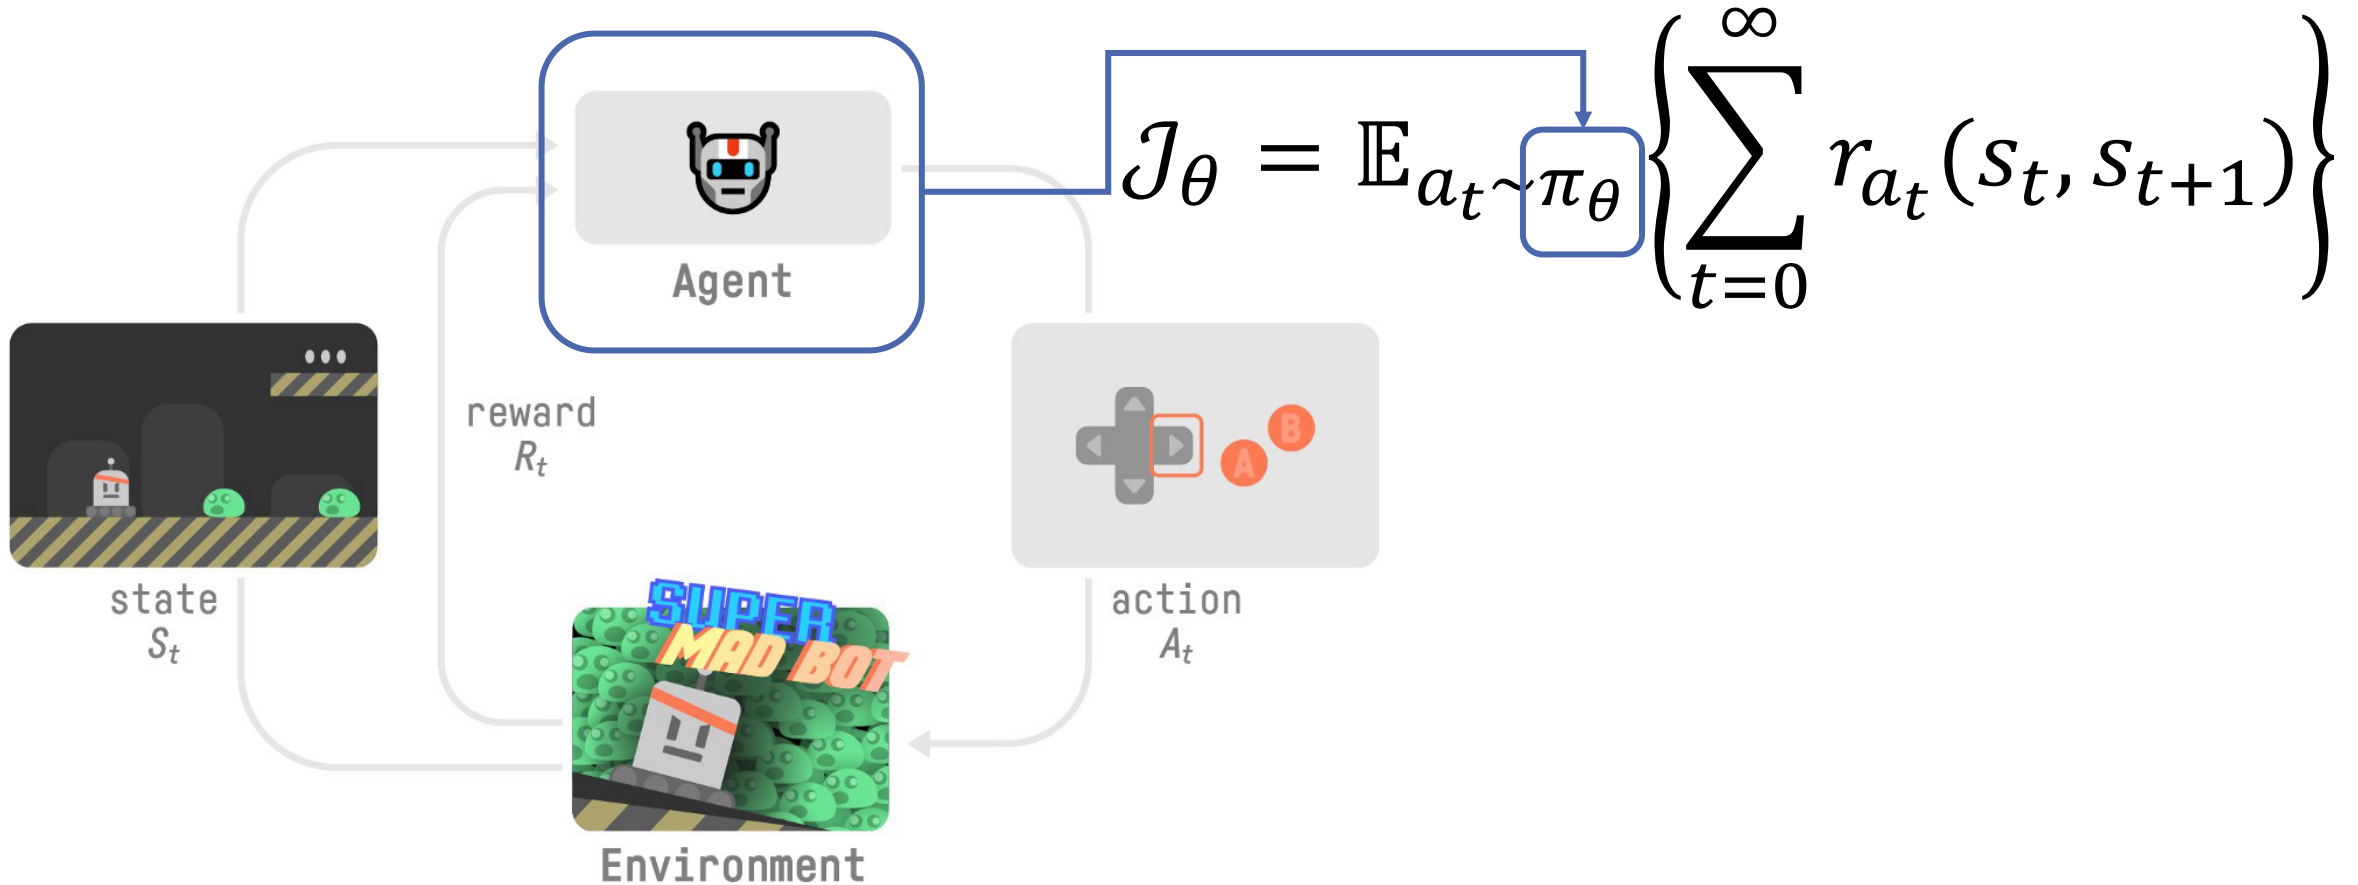 Agent
𝒥_θ = 𝔼_{a_t~π_θ} { ∑_{t=0}^{∞} r_{a_t}(s_t, s_{t+1}) }
reward
R_t
B
A
state
S_t
action
A_t
SUPER
MAD BOT
Environment